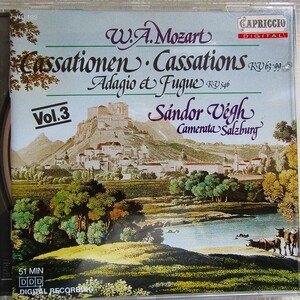 CAPRICCIO
DIGITAL
W. A. Mozart
Cassationen · Cassations KV 63·99
Adagio et Fugue KV 546
Vol. 3
Sándor Végh
Camerata Salzburg
51 MIN
DDD
DIGITAL RECORDING